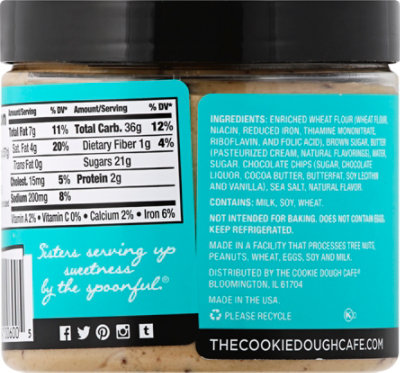 Amount/Serving % DV* Amount/Serving % DV*
Total Fat 7g 11% Total Carb. 36g 12%
Sat. Fat 4g 20% Dietary Fiber 1g 4%
Trans Fat 0g Sugars 21g
Cholest. 15mg 5% Protein 2g
Sodium 200mg 8%
Vitamin A 2% • Vitamin C 0% • Calcium 2% • Iron 6%
Sisters serving up
sweetness
by the spoonful.®
00600 5
INGREDIENTS: ENRICHED WHEAT FLOUR (WHEAT FLOUR,
NIACIN, REDUCED IRON, THIAMINE MONONITRATE,
RIBOFLAVIN, AND FOLIC ACID), BROWN SUGAR, BUTTER
(PASTEURIZED CREAM, NATURAL FLAVORINGS), WATER,
SUGAR, CHOCOLATE CHIPS (SUGAR, CHOCOLATE
LIQUOR, COCOA BUTTER, BUTTERFAT, SOY LECITHIN
AND VANILLA), SEA SALT, NATURAL FLAVOR.
CONTAINS: MILK, SOY, WHEAT.
NOT INTENDED FOR BAKING. DOES NOT CONTAIN EGGS.
KEEP REFRIGERATED.
MADE IN A FACILITY THAT PROCESSES TREE NUTS,
PEANUTS, WHEAT, EGGS, SOY AND MILK.
DISTRIBUTED BY THE COOKIE DOUGH CAFE®
BLOOMINGTON, IL 61704
MADE IN THE USA.
PLEASE RECYCLE
THECOOKIEDOUGHCAFE.COM